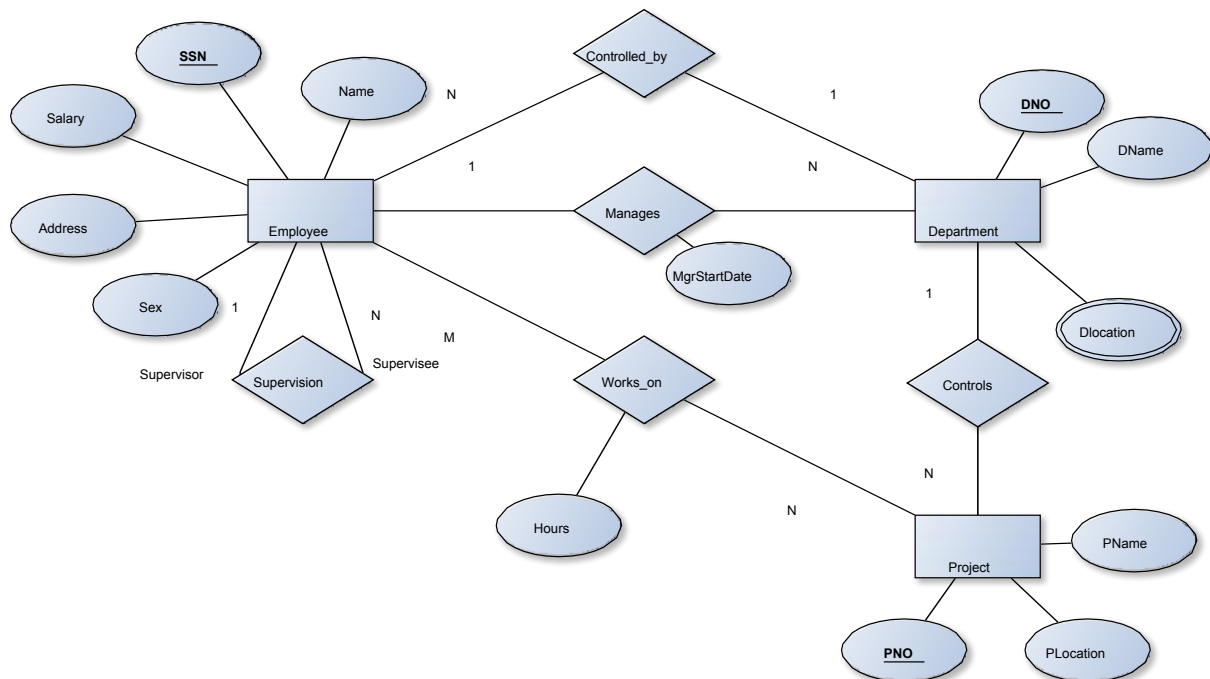 SSN
Controlled_by
Name
N
1
DNO
Salary
DName
1
N
Address
Employee
Manages
Department
MgrStartDate
Sex
1
N
M
1
Dlocation
Supervisor
Supervision
Supervisee
Works_on
Controls
N
Hours
N
PName
Project
PNO
PLocation